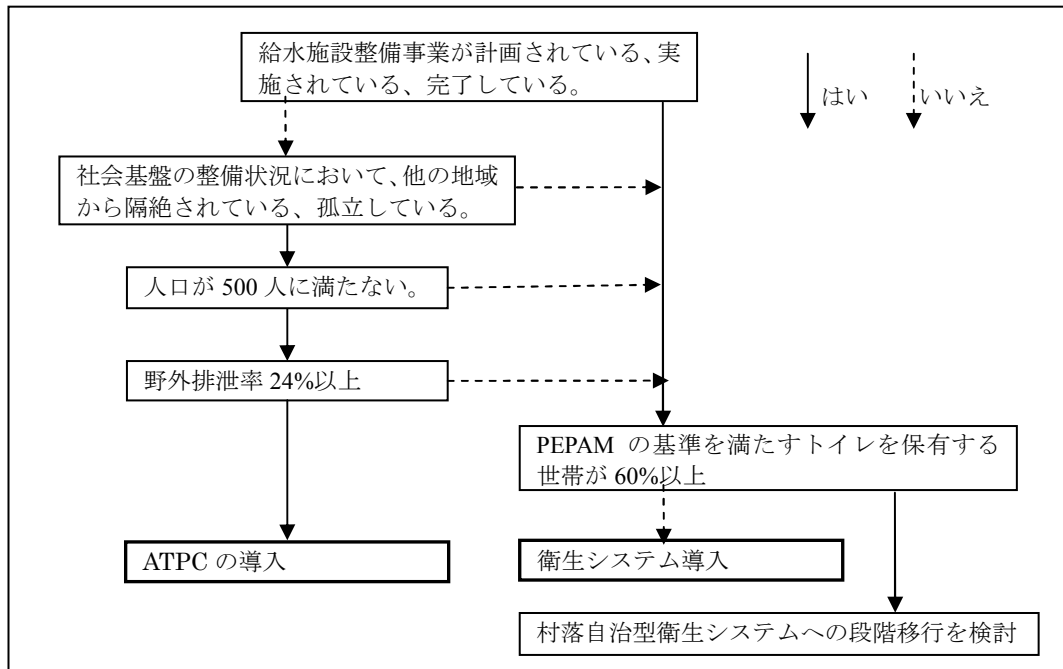 給水施設整備事業が計画されている、実
施されている、完了している。
はい
いいえ
社会基盤の整備状況において、他の地域
から隔絶されている、孤立している。
人口が 500 人に満たない。
野外排泄率 24%以上
PEPAM の基準を満たすトイレを保有する
世帯が 60%以上
ATPC の導入
衛生システム導入
村落自治型衛生システムへの段階移行を検討